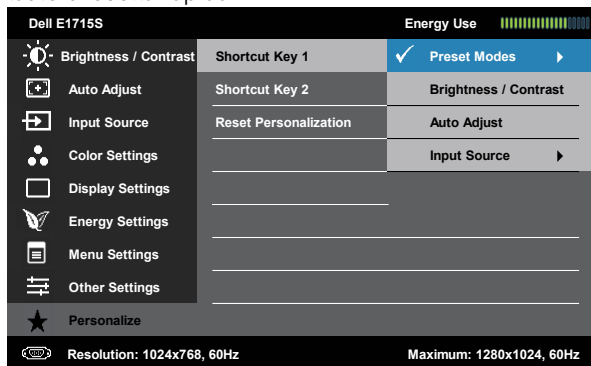 Dell E1715S Energy Use
Brightness / Contrast Shortcut Key 1 Preset Modes
Auto Adjust Shortcut Key 2 Brightness / Contrast
Input Source Reset Personalization Auto Adjust
Color Settings Input Source
Display Settings
Energy Settings
Menu Settings
Other Settings
Personalize
Resolution: 1024x768, 60Hz Maximum: 1280x1024, 60Hz